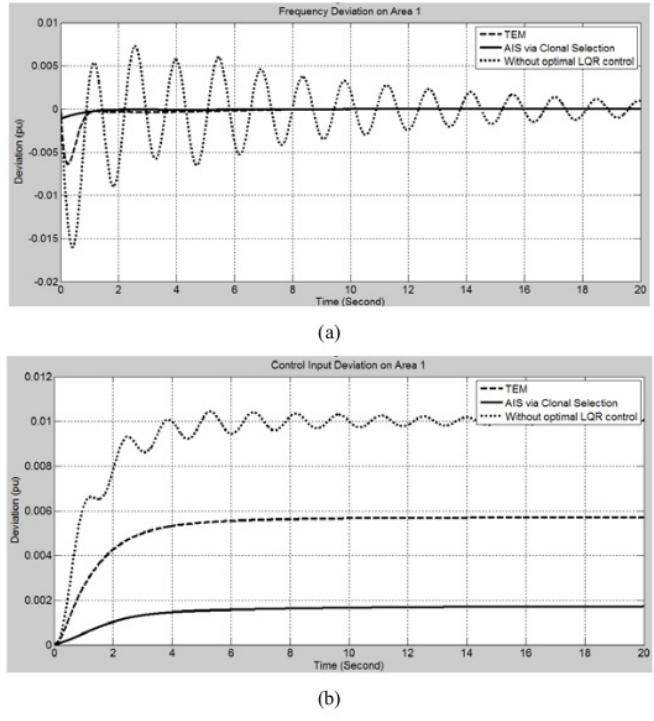 Frequency Deviation on Area 1
0.01
0.005
0
-0.005
-0.01
-0.015
-0.02
Deviation (pu)
TEM
AIS via Clonal Selection
Without optimal LQR control
0 2 4 6 8 10 12 14 16 18 20
Time (Second)
(a)
Control Input Deviation on Area 1
0.012
0.01
0.008
0.006
0.004
0.002
0
Deviation (pu)
TEM
AIS via Clonal Selection
Without optimal LQR control
0 2 4 6 8 10 12 14 16 18 20
Time (Second)
(b)